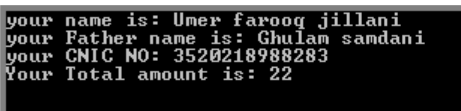 your name is: Umer farooq jillani
your Father name is: Ghulam samdani
your CNIC NO: 3520218988283
Your Total amount is: 22